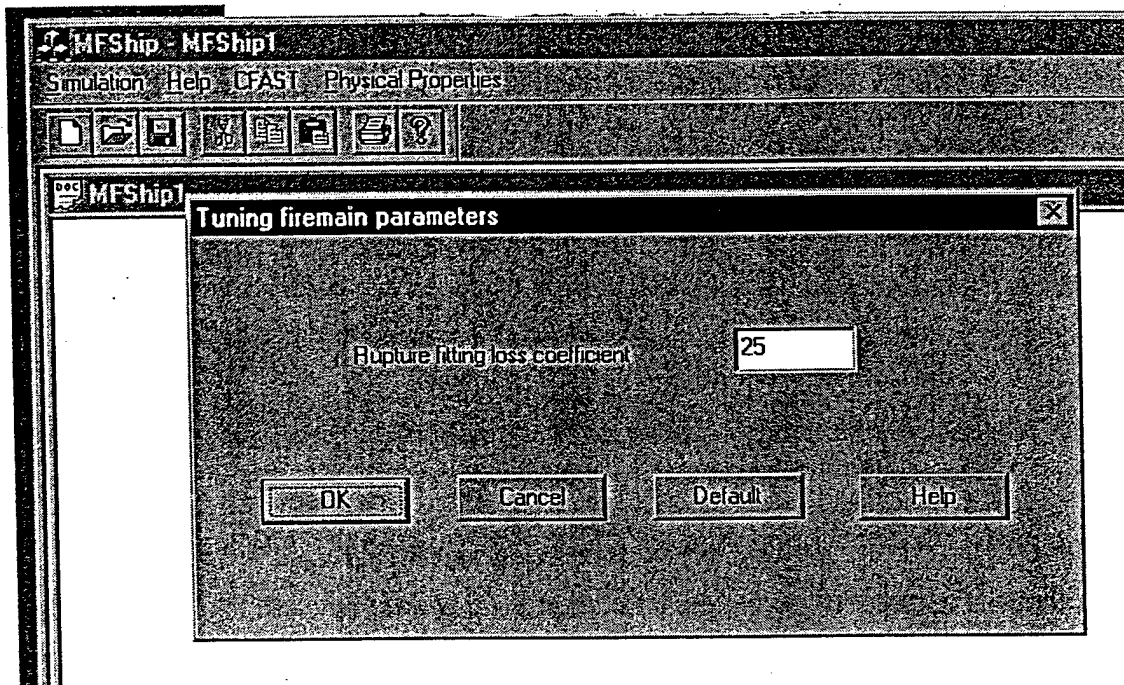 MFShip - MFShip1
Simulation Help CFAST Physical Properties
DOC MFShip1
Tuning firemain parameters
Rupture fitting loss coefficient 25
OK Cancel Default Help